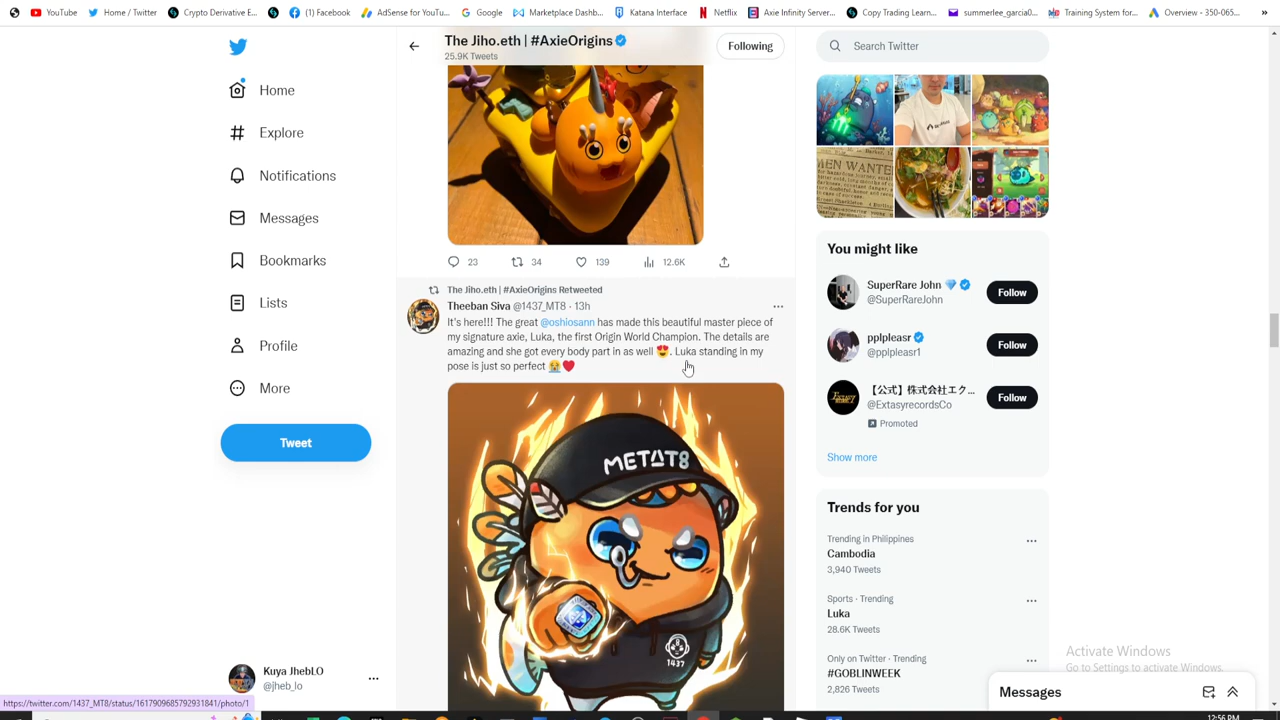 YouTube
Home / Twitter
Crypto Derivative E...
(1) Facebook
AdSense for YouTu...
Google
Marketplace Dashb...
Katana Interface
Netflix
Axie Infinity Server...
Copy Trading Learn...
summerlee_garcia0...
Training System for...
Overview - 350-065...
»
The Jiho.eth | #AxieOrigins
25.9K Tweets
Following
Search Twitter
Home
Explore
Notifications
Messages
Bookmarks
Lists
Profile
More
Tweet
Kuya JhebLO
@jheb_lo
23
34
139
12.6K
The Jiho.eth | #AxieOrigins Retweeted
Theeban Siva @1437_MT8 · 13h
It's here!!! The great @oshiosann has made this beautiful master piece of
my signature axie, Luka, the first Origin World Champion. The details are
amazing and she got every body part in as well 😍. Luka standing in my
pose is just so perfect 😭❤️
METAT8
1437
MEN WANTED
You might like
SuperRare John 💎
@SuperRareJohn
Follow
pplpleasr
@pplpleasr1
Follow
【公式】株式会社エク...
@ExtasyrecordsCo
Follow
Promoted
Show more
Trends for you
Trending in Philippines
Cambodia
3,940 Tweets
Sports · Trending
Luka
28.6K Tweets
Only on Twitter · Trending
#GOBLINWEEK
2,826 Tweets
Activate Windows
Go to Settings to activate Windows.
Messages
https://twitter.com/1437_MT8/status/1617909685792931841/photo/1
12:56 PM